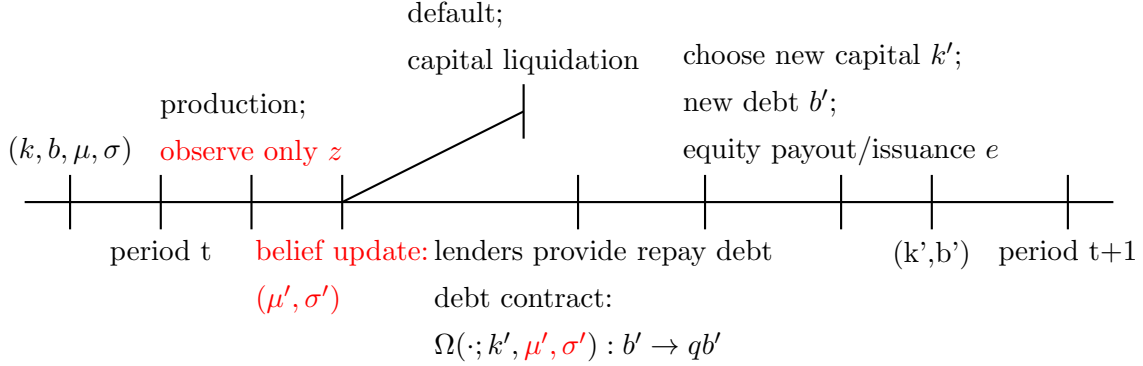 default;
capital liquidation
choose new capital k′;
new debt b′;
equity payout/issuance e
production;
observe only z
(k, b, μ, σ)
period t
belief update:
(μ′, σ′)
lenders provide
debt contract:
Ω(·; k′, μ′, σ′) : b′ → qb′
repay debt
(k',b')
period t+1